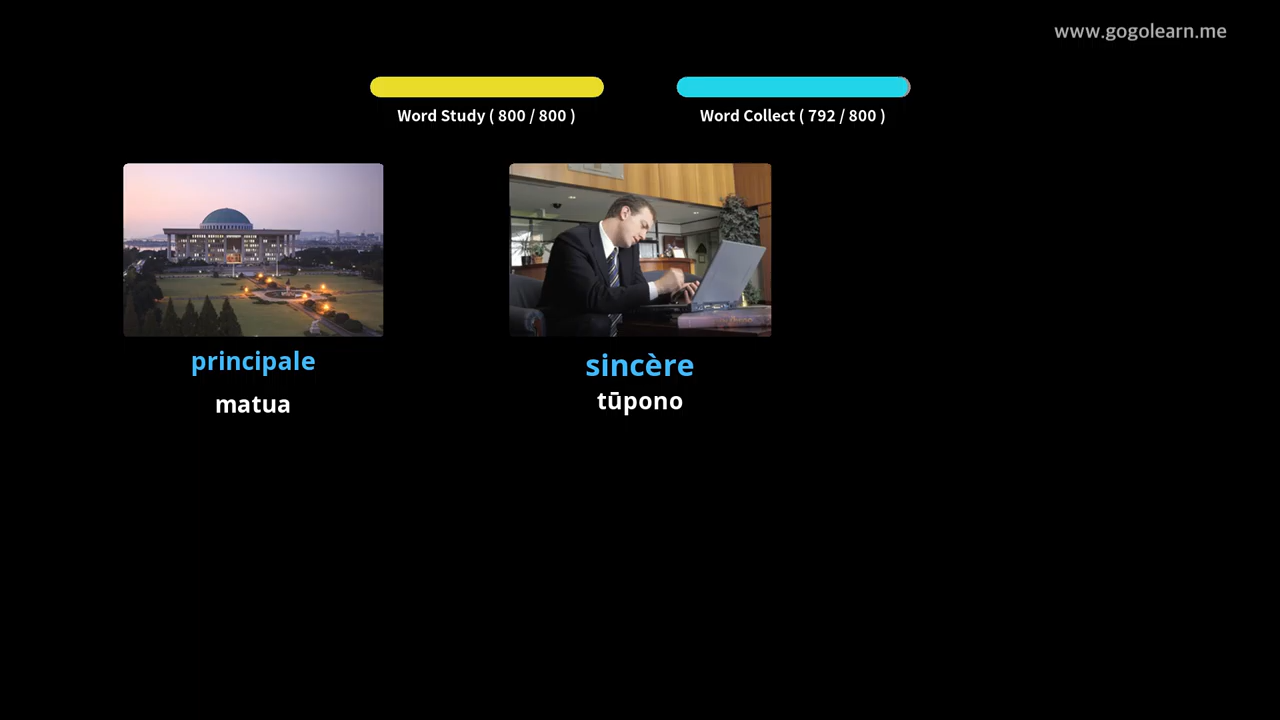 www.gogolearn.me
Word Study ( 800 / 800 )
Word Collect ( 792 / 800 )
principale
matua
sincère
tūpono